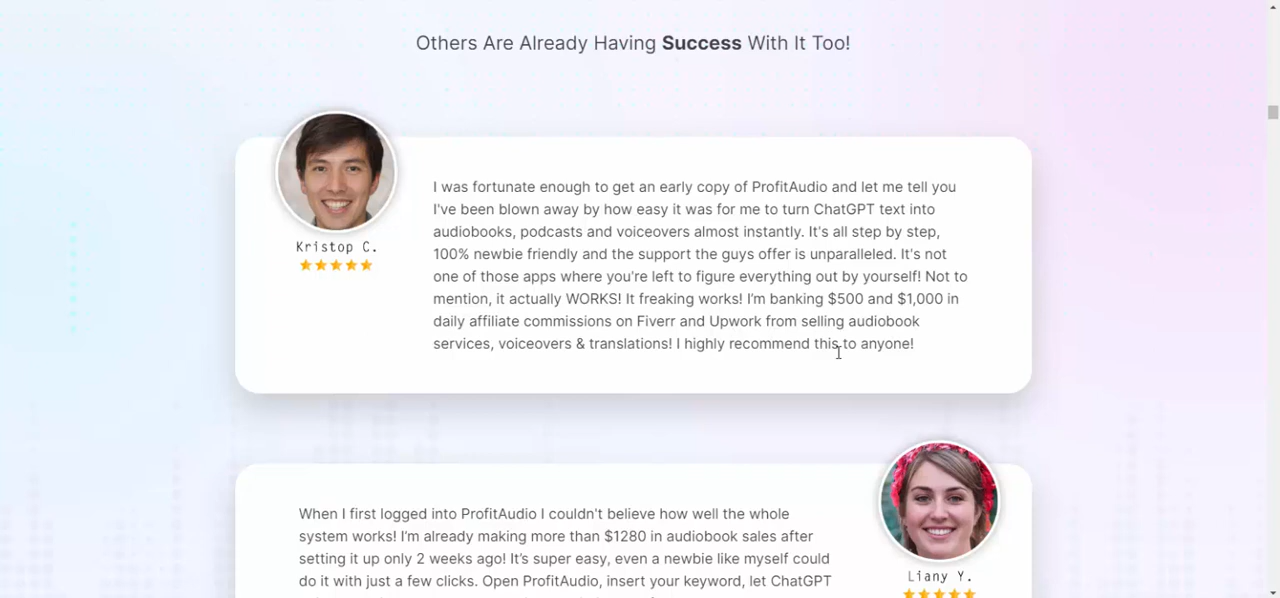 Others Are Already Having Success With It Too!
I was fortunate enough to get an early copy of ProfitAudio and let me tell you
I've been blown away by how easy it was for me to turn ChatGPT text into
audiobooks, podcasts and voiceovers almost instantly. It's all step by step,
100% newbie friendly and the support the guys offer is unparalleled. It's not
one of those apps where you're left to figure everything out by yourself! Not to
mention, it actually WORKS! It freaking works! I'm banking $500 and $1,000 in
daily affiliate commissions on Fiverr and Upwork from selling audiobook
services, voiceovers & translations! I highly recommend this to anyone!
Kristop C.
When I first logged into ProfitAudio I couldn't believe how well the whole
system works! I'm already making more than $1280 in audiobook sales after
setting it up only 2 weeks ago! It's super easy, even a newbie like myself could
do it with just a few clicks. Open ProfitAudio, insert your keyword, let ChatGPT
Liany Y.